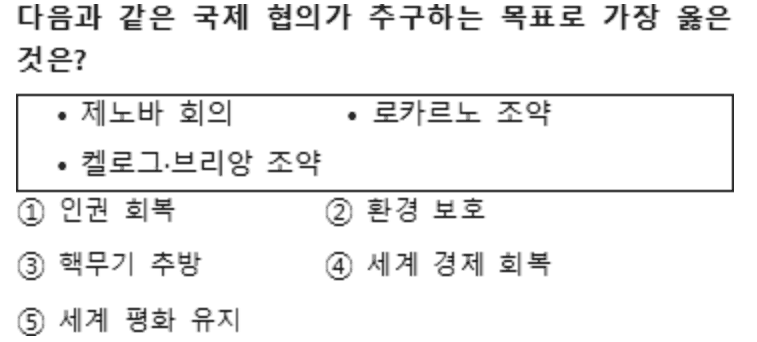 다음과 같은 국제 협의가 추구하는 목표로 가장 옳은
것은?
• 제노바 회의 • 로카르노 조약
• 켈로그·브리앙 조약
① 인권 회복 ② 환경 보호
③ 핵무기 추방 ④ 세계 경제 회복
⑤ 세계 평화 유지